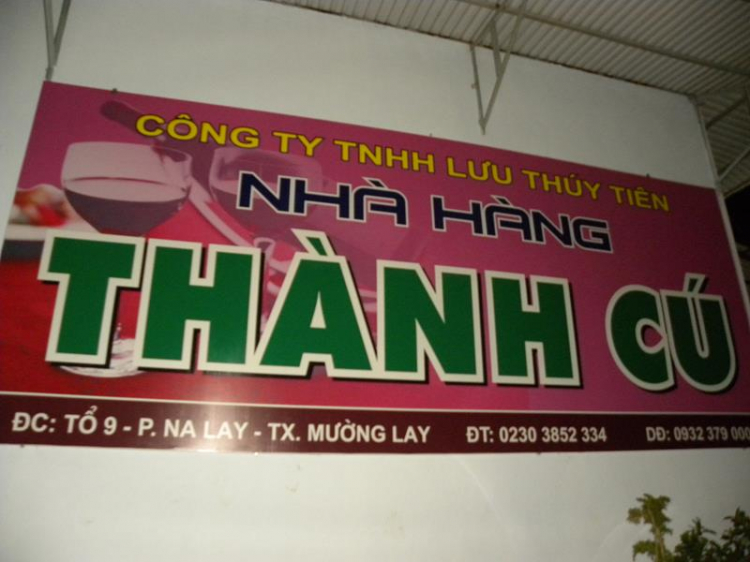 CÔNG TY TNHH LƯU THÚY TIÊN
NHÀ HÀNG
THÀNH CÚ
ĐC: TỔ 9 - P. NA LAY - TX. MƯỜNG LAY ĐT: 0230 3852 334 DĐ: 0932 379 000